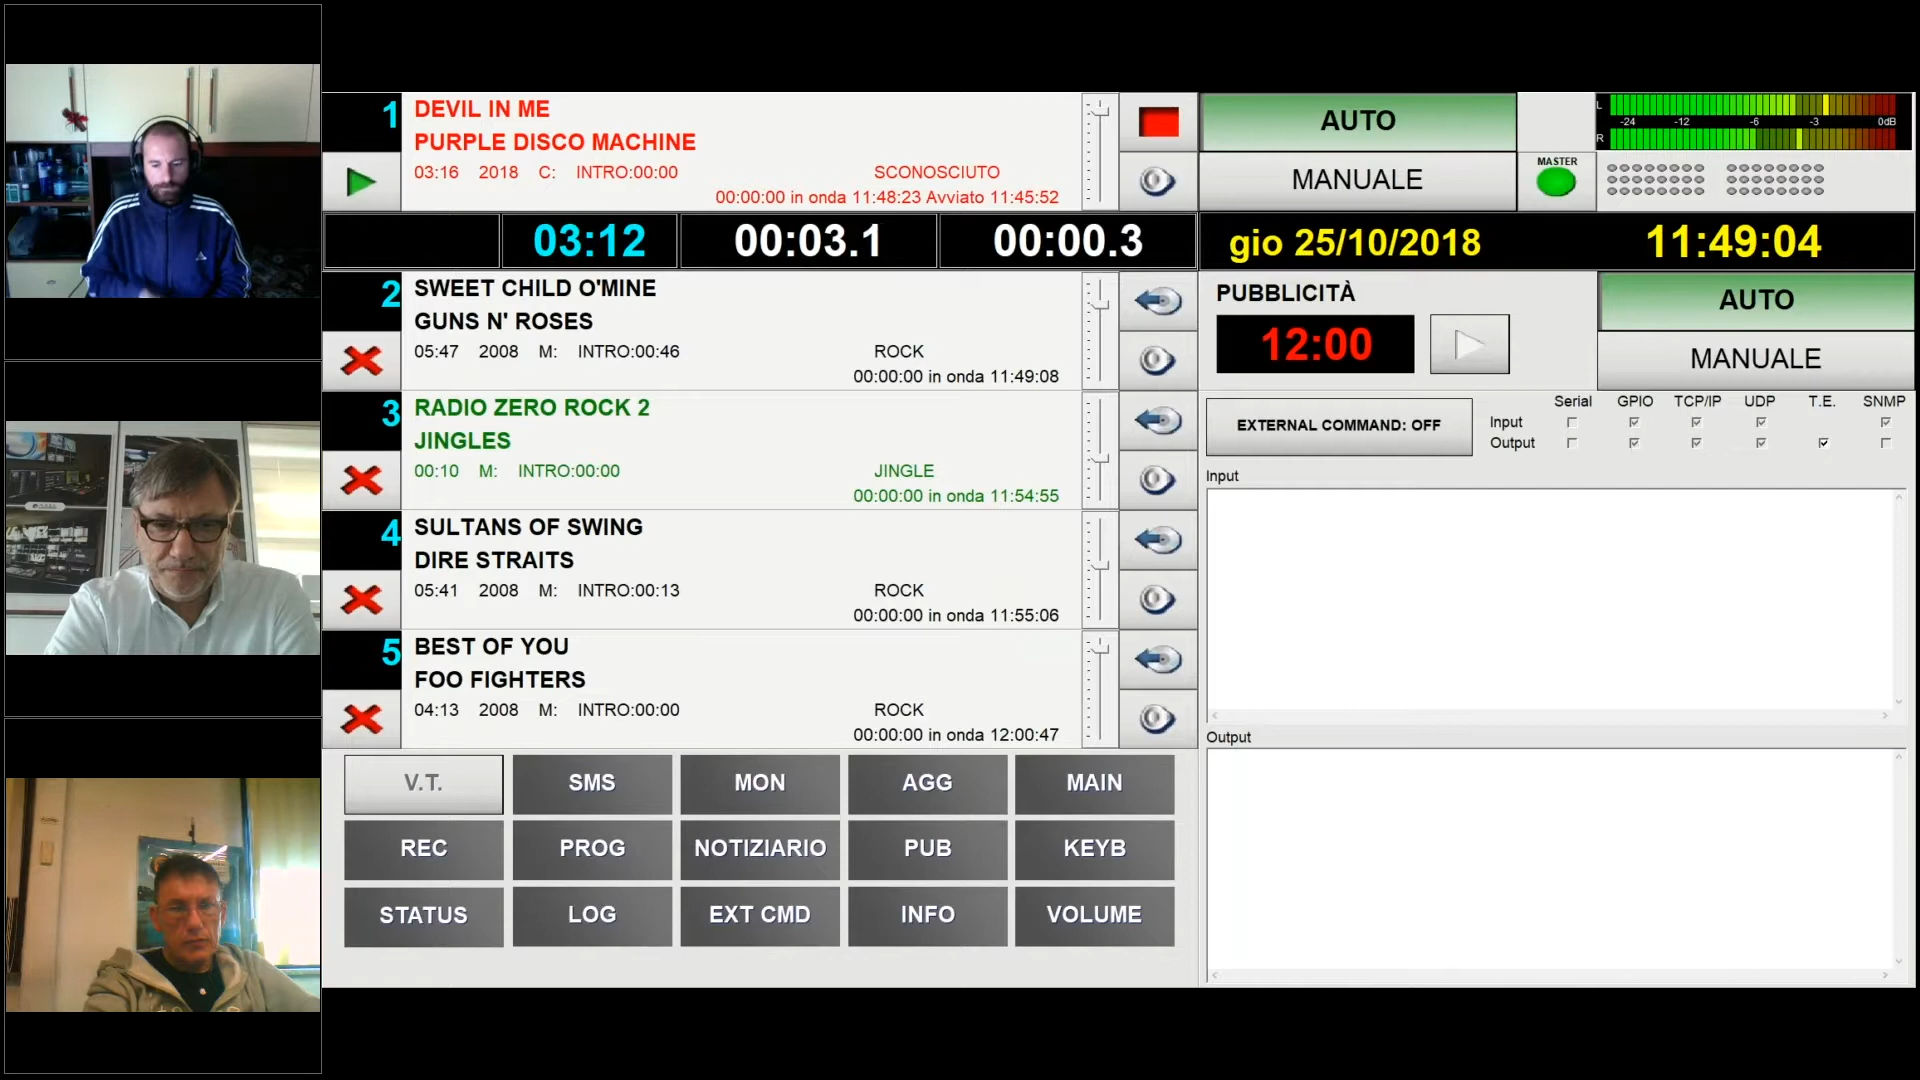 1
DEVIL IN ME
PURPLE DISCO MACHINE
03:16 2018 C: INTRO:00:00 SCONOSCIUTO
00:00:00 in onda 11:48:23 Avviato 11:45:52
AUTO
MANUALE
L
-24 -12 -6 -3 0dB
R
MASTER
03:12 00:03.1 00:00.3
gio 25/10/2018 11:49:04
2
SWEET CHILD O'MINE
GUNS N' ROSES
05:47 2008 M: INTRO:00:46 ROCK
00:00:00 in onda 11:49:08
3
RADIO ZERO ROCK 2
JINGLES
00:10 M: INTRO:00:00 JINGLE
00:00:00 in onda 11:54:55
4
SULTANS OF SWING
DIRE STRAITS
05:41 2008 M: INTRO:00:13 ROCK
00:00:00 in onda 11:55:06
5
BEST OF YOU
FOO FIGHTERS
04:13 2008 M: INTRO:00:00 ROCK
00:00:00 in onda 12:00:47
V.T. SMS MON AGG MAIN
REC PROG NOTIZIARIO PUB KEYB
STATUS LOG EXT CMD INFO VOLUME
PUBBLICITÀ
12:00
AUTO
MANUALE
EXTERNAL COMMAND: OFF
Serial GPIO TCP/IP UDP T.E. SNMP
Input
Output
Input
Output